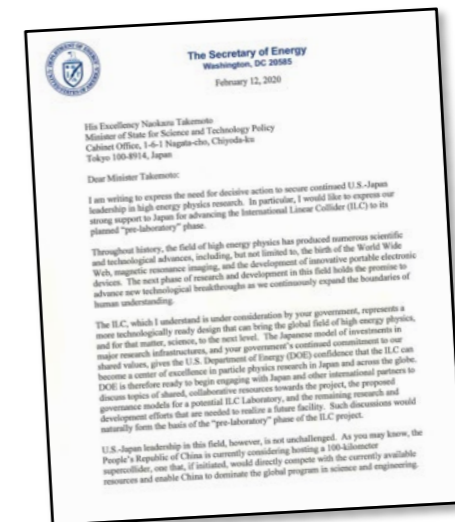 The Secretary of Energy
Washington, DC 20585
February 12, 2020
His Excellency Naokazu Takemoto
Minister of State for Science and Technology Policy
Cabinet Office, 1-6-1 Nagata-cho, Chiyoda-ku
Tokyo 100-8914, Japan
Dear Minister Takemoto:
I am writing to express the need for decisive action to secure continued U.S.-Japan
leadership in high energy physics research. In particular, I would like to express our
strong support to Japan for advancing the International Linear Collider (ILC) to its
planned "pre-laboratory" phase.
Throughout history, the field of high energy physics has produced numerous scientific
and technological advances, including, but not limited to, the birth of the World Wide
Web, magnetic resonance imaging, and the development of innovative portable electronic
devices. The next phase of research and development in this field holds the promise to
advance new technological breakthroughs as we continuously expand the boundaries of
human understanding.
The ILC, which I understand is under consideration by your government, represents a
more technologically ready design that can bring the global field of high energy physics,
and for that matter, science, to the next level. The Japanese model of investments in
major research infrastructures, and your government's continued commitment to our
shared values, gives the U.S. Department of Energy (DOE) confidence that the ILC can
become a center of excellence in particle physics research in Japan and across the globe.
DOE is therefore ready to begin engaging with Japan and other international partners to
discuss topics of shared, collaborative resources towards the project, the proposed
governance models for a potential ILC Laboratory, and the remaining research and
development efforts that are needed to realize a future facility. Such discussions would
naturally form the basis of the "pre-laboratory" phase of the ILC project.
U.S.-Japan leadership in this field, however, is not unchallenged. As you may know, the
People's Republic of China is currently considering hosting a 100-kilometer
supercollider, one that, if initiated, would directly compete with the currently available
resources and enable China to dominate the global program in science and engineering.